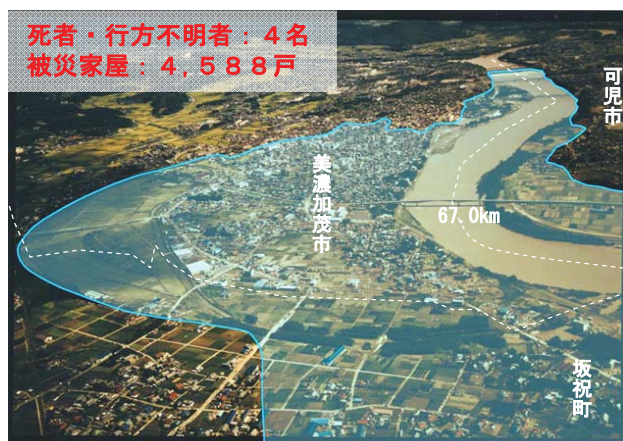 死者・行方不明者：４名
被災家屋：４,５８８戸
可児市
美濃加茂市
67.0km
坂祝町